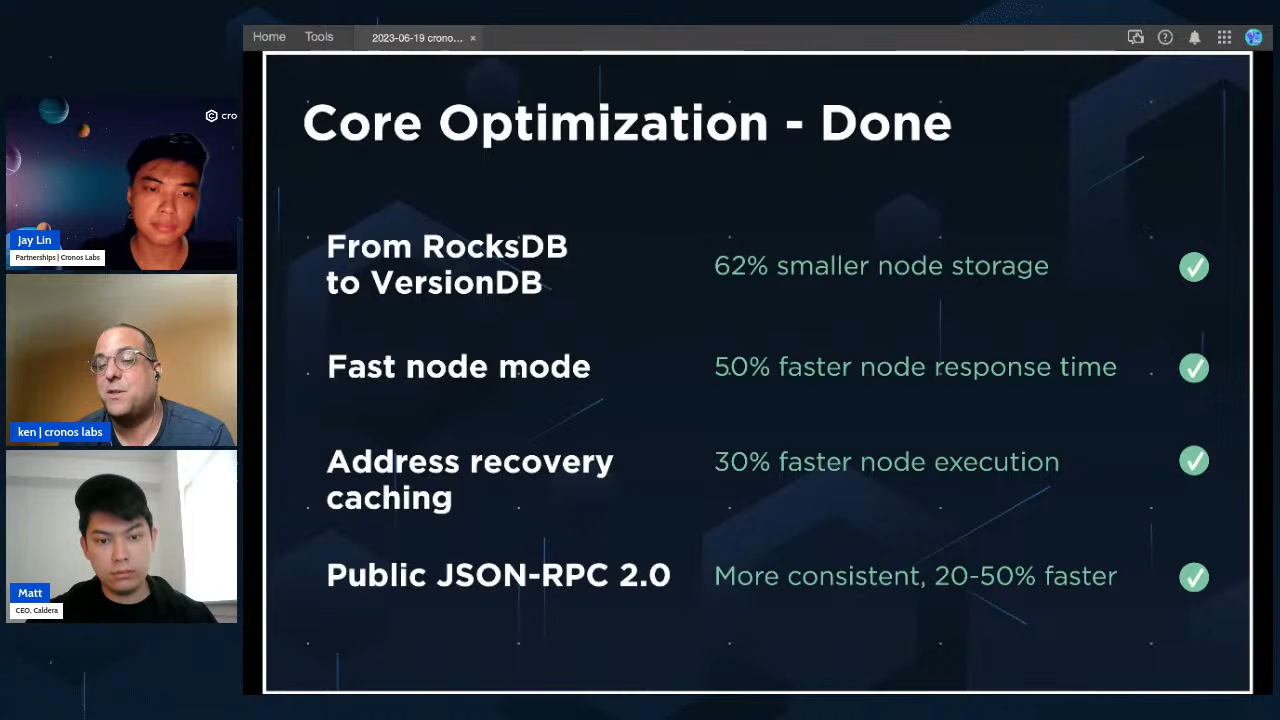 Home Tools 2023-06-19 crono... ×
cro
Jay Lin
Partnerships | Cronos Labs
ken | cronos labs
Matt
CEO, Caldera
Core Optimization - Done
From RocksDB
to VersionDB
62% smaller node storage
Fast node mode
50% faster node response time
Address recovery
caching
30% faster node execution
Public JSON-RPC 2.0
More consistent, 20-50% faster